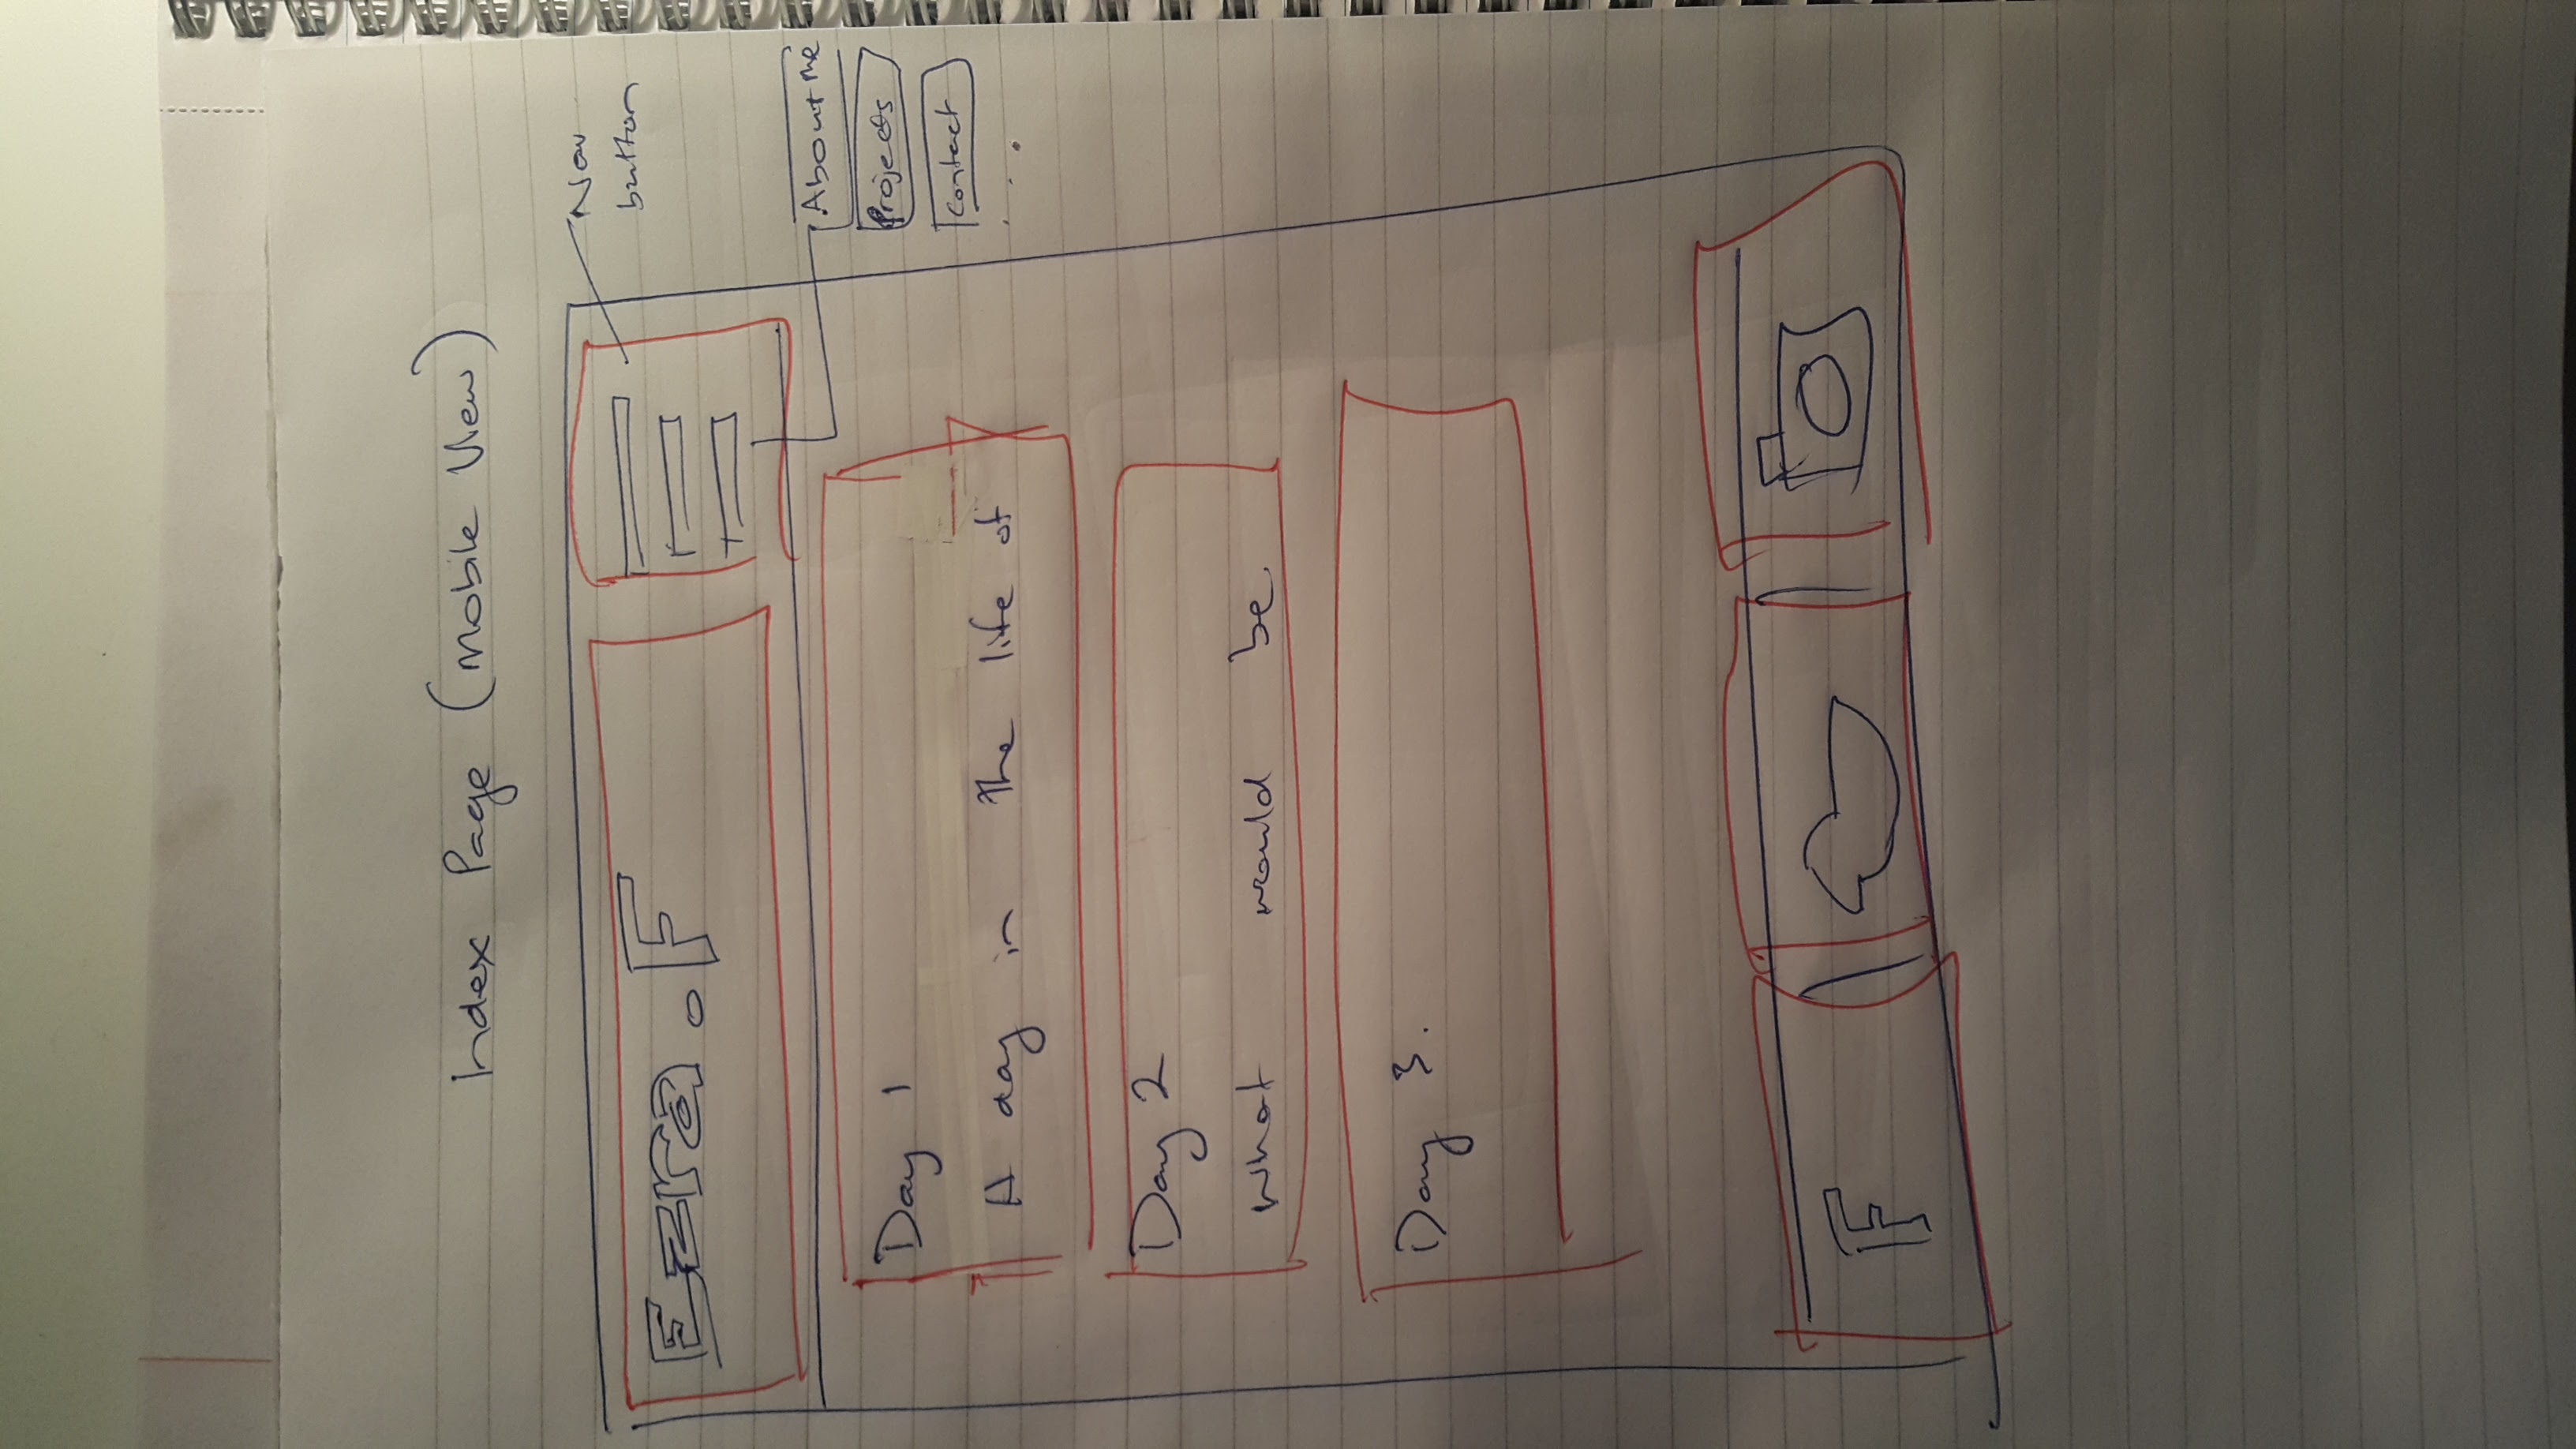 Index Page (Mobile View)
Nav
button
Ezra.F
About me
Projects
Contact
...
Day 1
A day in the life of
Day 2
what would be
Day 3.
F